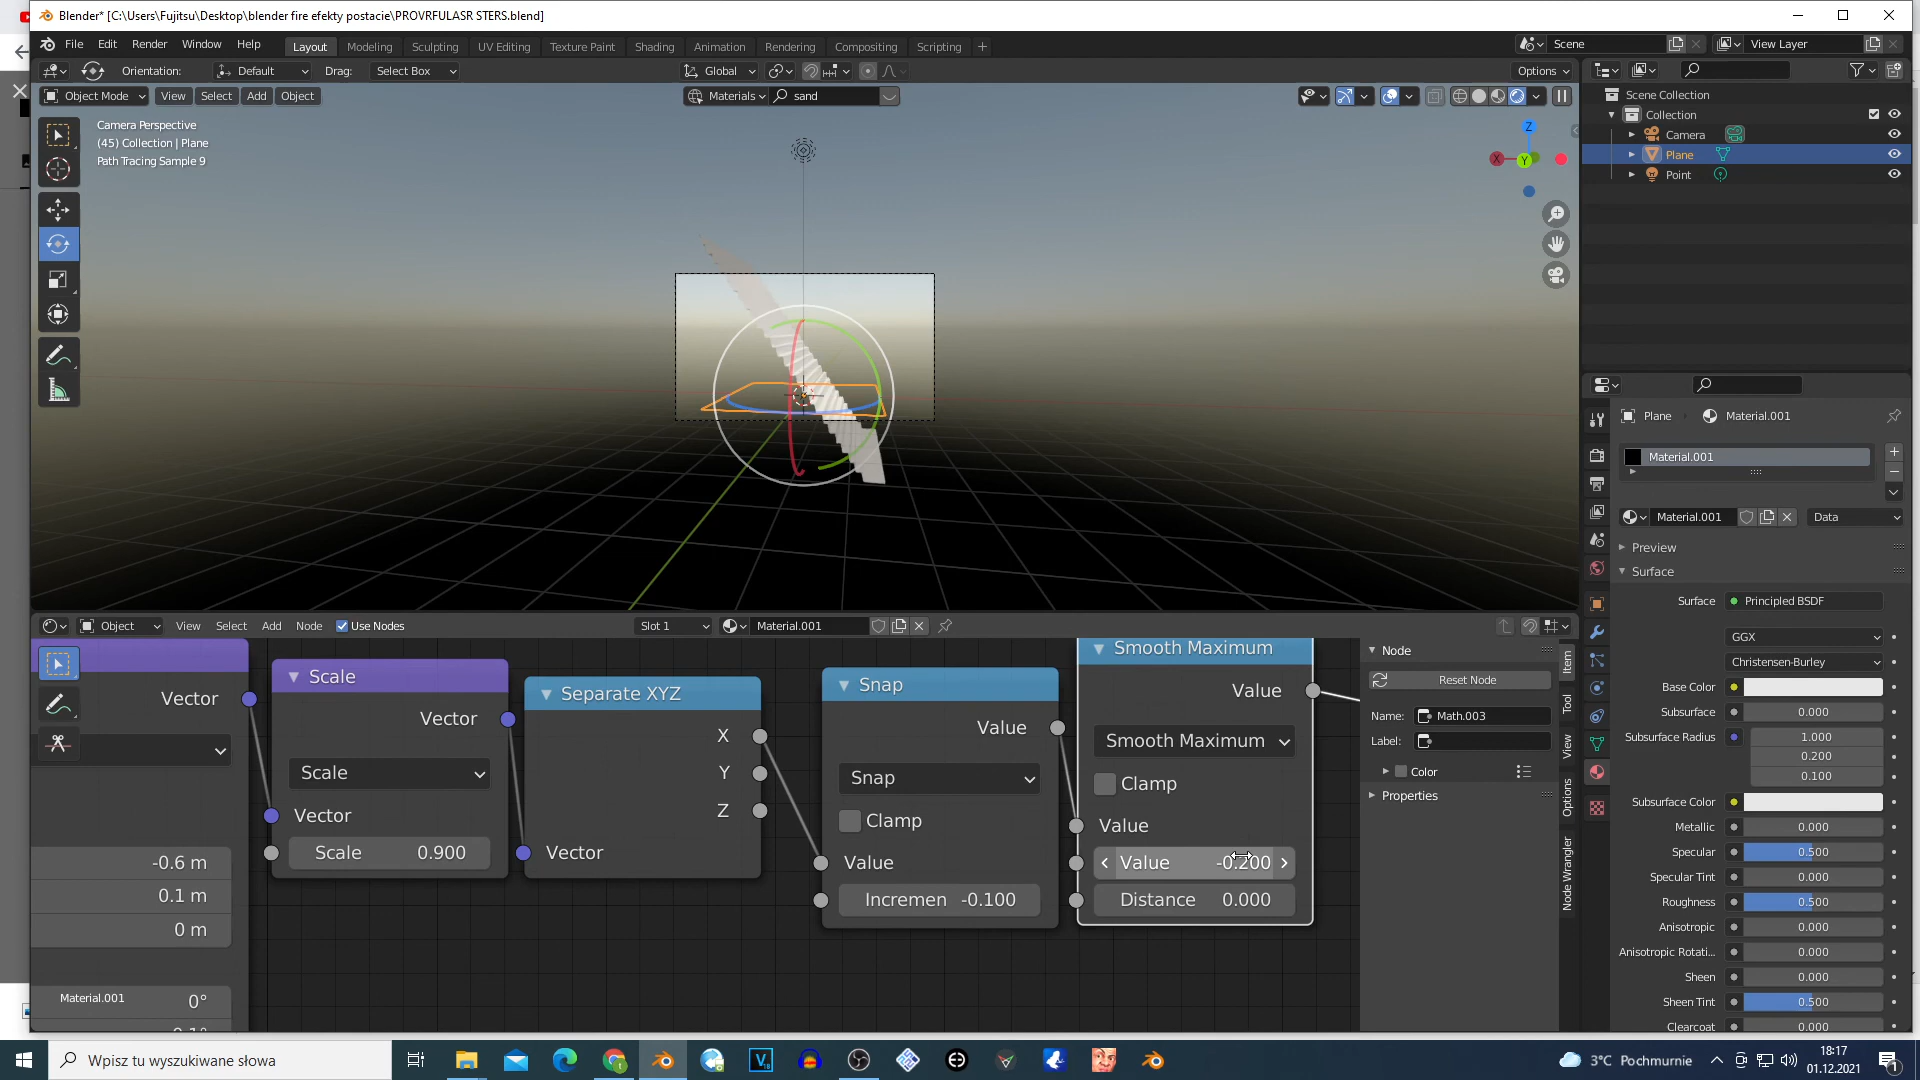 Blender* [C:\Users\Fujitsu\Desktop\blender fire efekty postacie\PROVRFULASR STERS.blend]
File Edit Render Window Help Layout Modeling Sculpting UV Editing Texture Paint Shading Animation Rendering Compositing Scripting + Scene View Layer
Orientation: Default Drag: Select Box Global Options
Object Mode View Select Add Object Materials sand
Scene Collection
Collection
Camera
Plane
Point
Camera Perspective
(45) Collection | Plane
Path Tracing Sample 9
Z
X
Y
Plane Material.001
Material.001
Material.001 Data
Preview
Surface
Surface Principled BSDF
GGX
Christensen-Burley
Base Color
Subsurface 0.000
Subsurface Radius 1.000
0.200
0.100
Subsurface Color
Metallic 0.000
Specular 0.500
Specular Tint 0.000
Roughness 0.500
Anisotropic 0.000
Anisotropic Rotati... 0.000
Sheen 0.000
Sheen Tint 0.500
Clearcoat 0.000
Object View Select Add Node Use Nodes Slot 1 Material.001
Vector
-0.6 m
0.1 m
0 m
0°
Material.001
Scale
Vector
Scale
Vector
Scale 0.900
Separate XYZ
X
Y
Z
Vector
Snap
Value
Snap
Clamp
Value
Incremen -0.100
Smooth Maximum
Value
Smooth Maximum
Clamp
Value
Value -0.200
Distance 0.000
Node
Reset Node
Name: Math.003
Label:
Color
Properties
Item
Tool
View
Options
Node Wrangler
Wpisz tu wyszukiwane słowa
3°C Pochmurnie
18:17
01.12.2021
1